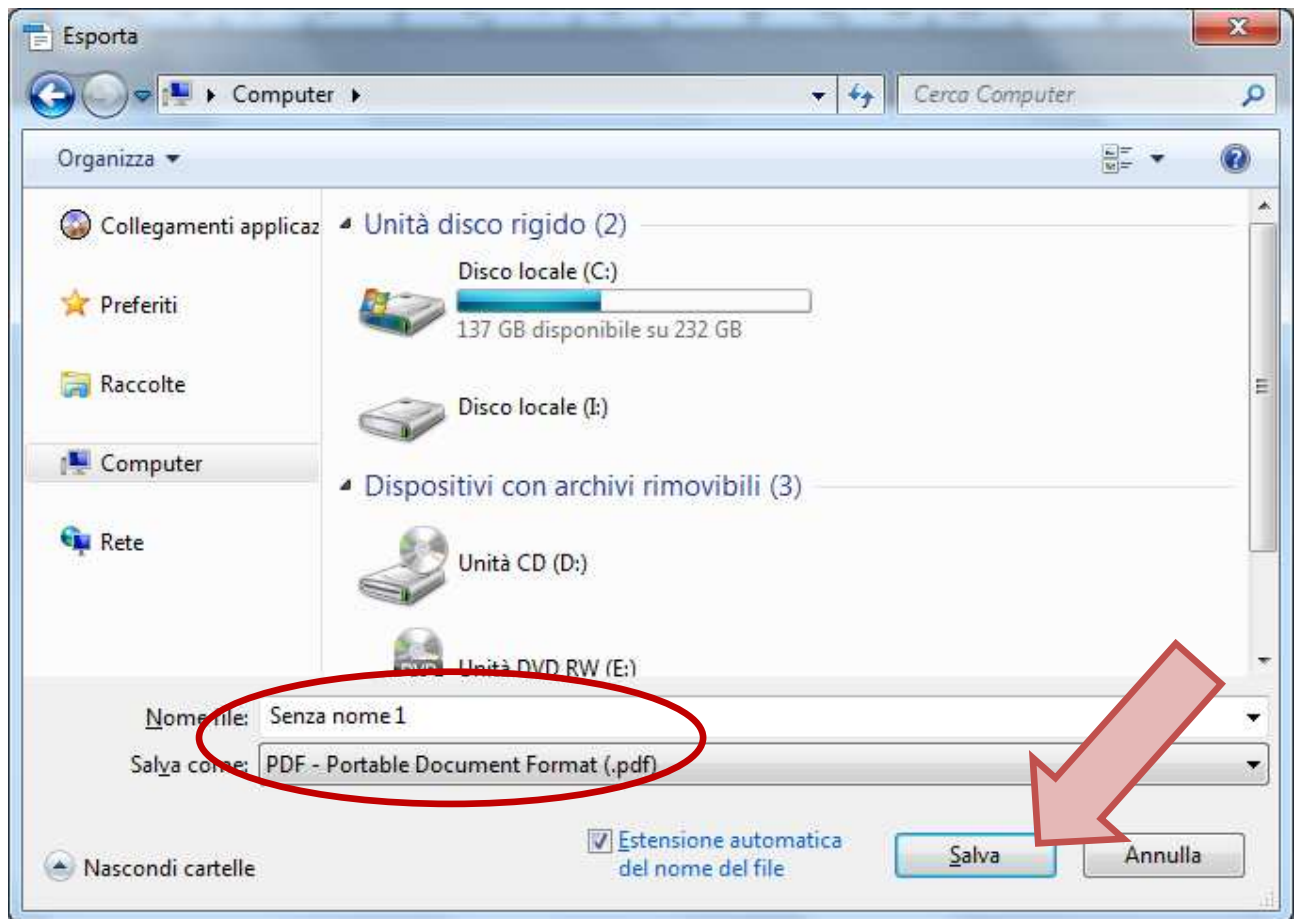 Esporta
Computer
Cerca Computer
Organizza
Collegamenti applicaz
Preferiti
Raccolte
Computer
Rete
Unità disco rigido (2)
Disco locale (C:)
137 GB disponibile su 232 GB
Disco locale (I:)
Dispositivi con archivi rimovibili (3)
Unità CD (D:)
Unità DVD RW (E:)
Nome file: Senza nome1
Salva come: PDF - Portable Document Format (.pdf)
Estensione automatica
del nome del file
Nascondi cartelle
Salva
Annulla